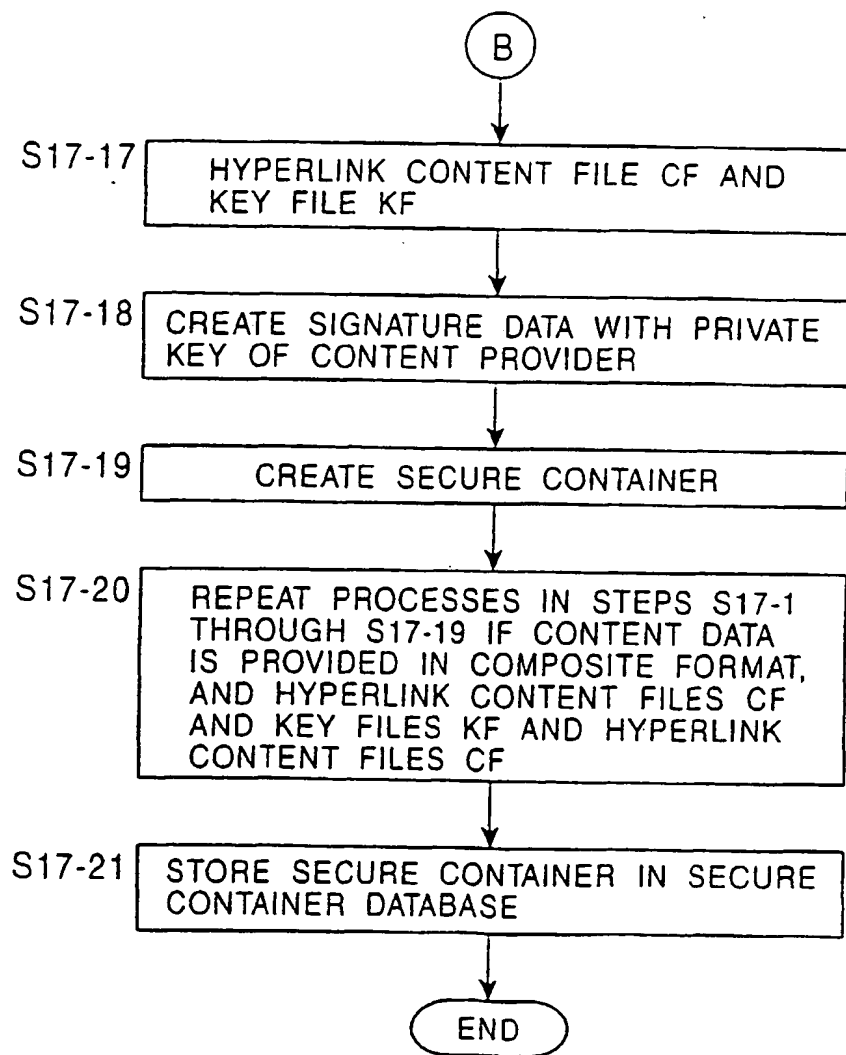 B
S17-17
HYPERLINK CONTENT FILE CF AND
KEY FILE KF
S17-18
CREATE SIGNATURE DATA WITH PRIVATE
KEY OF CONTENT PROVIDER
S17-19
CREATE SECURE CONTAINER
S17-20
REPEAT PROCESSES IN STEPS S17-1
THROUGH S17-19 IF CONTENT DATA
IS PROVIDED IN COMPOSITE FORMAT,
AND HYPERLINK CONTENT FILES CF
AND KEY FILES KF AND HYPERLINK
CONTENT FILES CF
S17-21
STORE SECURE CONTAINER IN SECURE
CONTAINER DATABASE
END